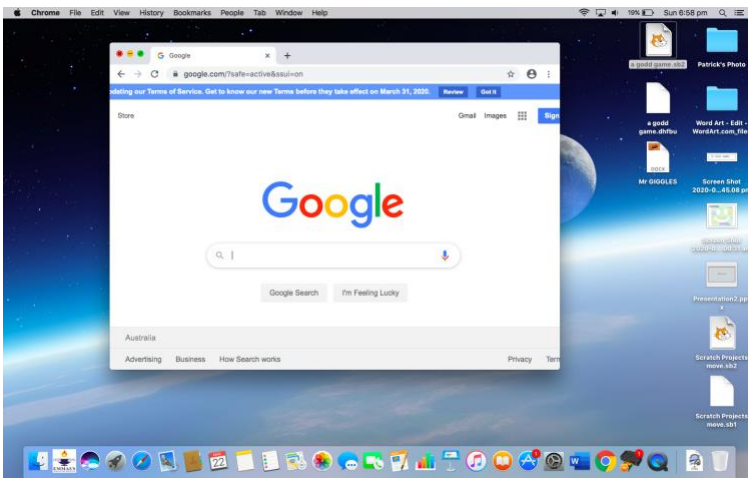 Chrome File Edit View History Bookmarks People Tab Window Help
19% Sun 6:58 pm
Google
google.com/?safe=active&ssui=on
dating our Terms of Service. Get to know our new Terms before they take effect on March 31, 2020. Review Got it
Store Gmail Images Sign
Google
Google Search I'm Feeling Lucky
Australia
Advertising Business How Search works Privacy Term
a godd game.sb2 Patrick's Photo
a godd Word Art - Edit -
game.dhfbu WordArt.com_file
DOCX
Mr GIGGLES Screen Shot
2020-0...45.08 pm
Screen Shot
Presentation2.pp
x
Scratch Projects
move.sb2
Scratch Projects
move.sb1
22
EMMAUS